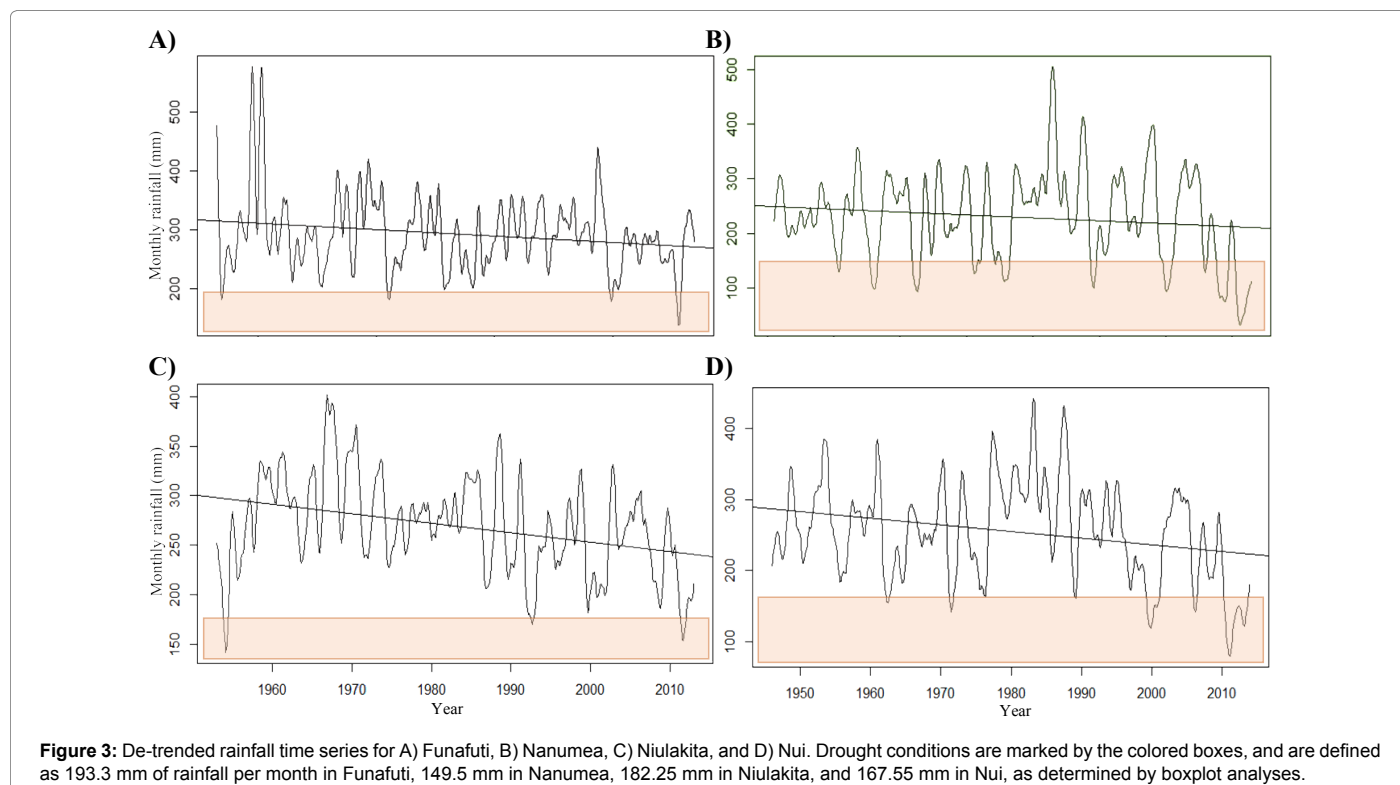 A)
B)
Monthly rainfall (mm)
500
400
300
200
500
400
300
200
100
C)
D)
Monthly rainfall (mm)
400
350
300
250
200
150
400
300
200
100
1960 1970 1980 1990 2000 2010
Year
1950 1960 1970 1980 1990 2000 2010
Year
Figure 3: De-trended rainfall time series for A) Funafuti, B) Nanumea, C) Niulakita, and D) Nui. Drought conditions are marked by the colored boxes, and are defined
as 193.3 mm of rainfall per month in Funafuti, 149.5 mm in Nanumea, 182.25 mm in Niulakita, and 167.55 mm in Nui, as determined by boxplot analyses.